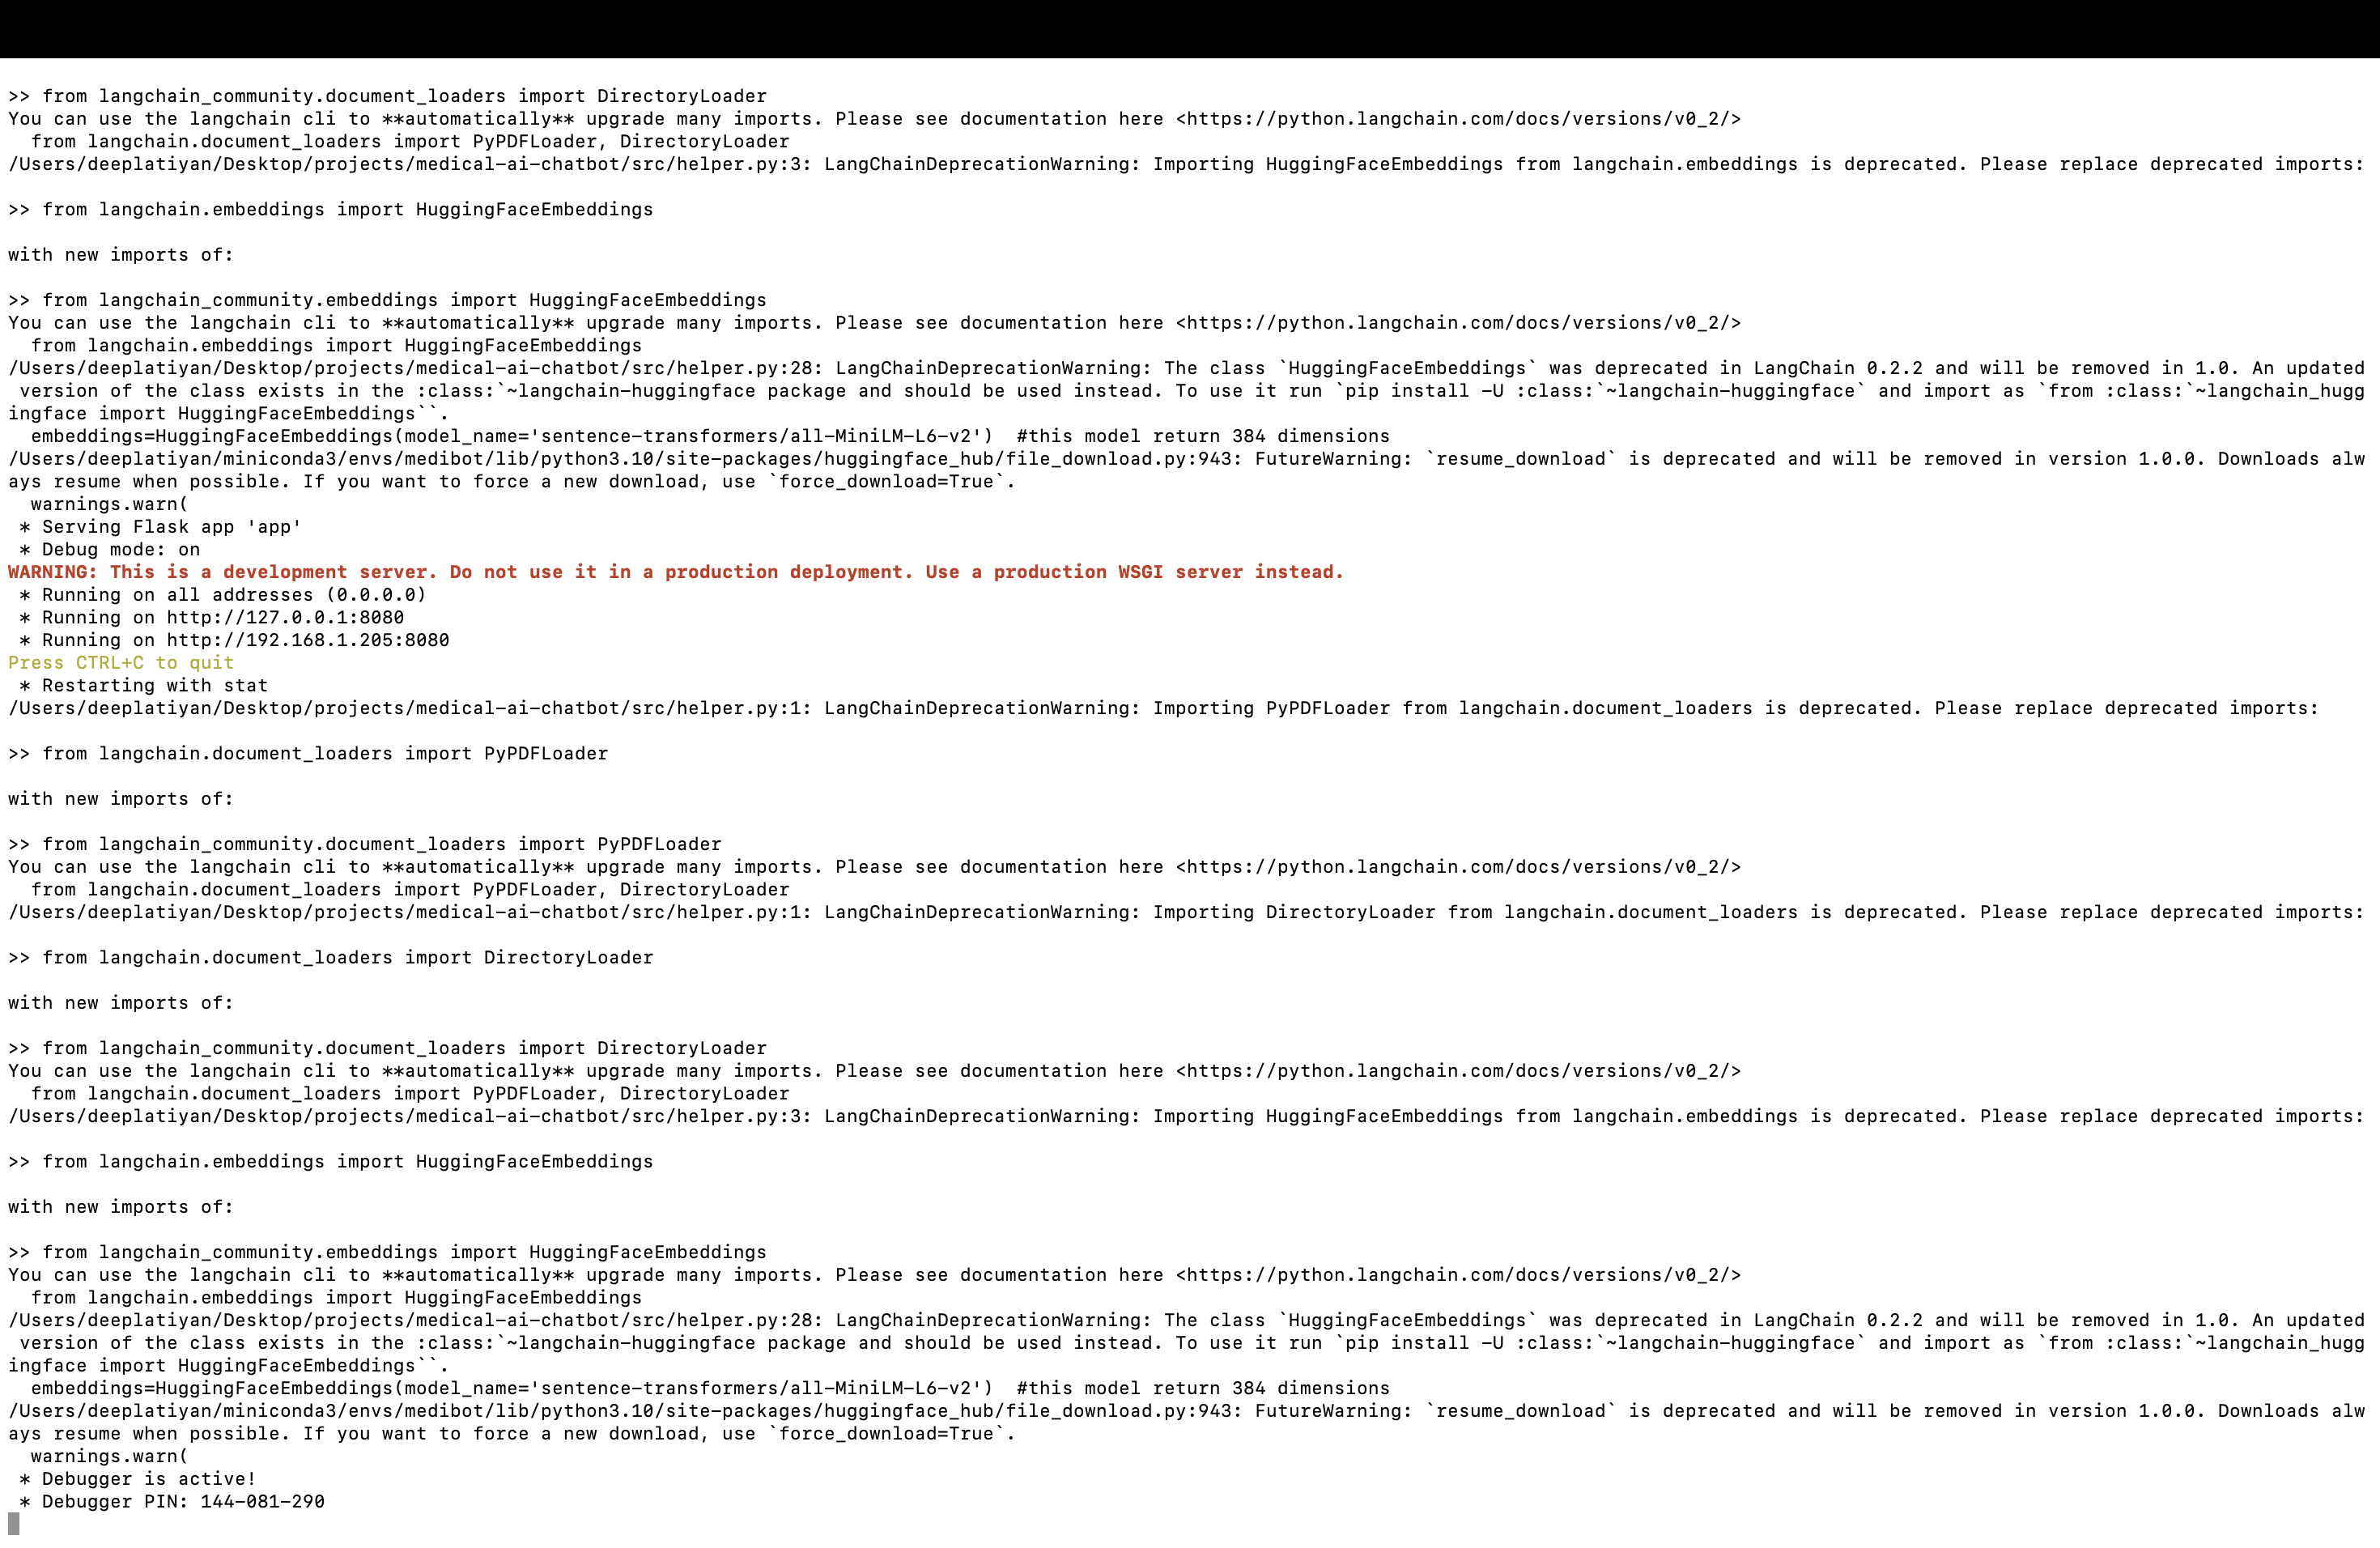 >> from langchain_community.document_loaders import DirectoryLoader
You can use the langchain cli to **automatically** upgrade many imports. Please see documentation here <https://python.langchain.com/docs/versions/v0_2/>
  from langchain.document_loaders import PyPDFLoader, DirectoryLoader
/Users/deeplatiyan/Desktop/projects/medical-ai-chatbot/src/helper.py:3: LangChainDeprecationWarning: Importing HuggingFaceEmbeddings from langchain.embeddings is deprecated. Please replace deprecated imports:

>> from langchain.embeddings import HuggingFaceEmbeddings

with new imports of:

>> from langchain_community.embeddings import HuggingFaceEmbeddings
You can use the langchain cli to **automatically** upgrade many imports. Please see documentation here <https://python.langchain.com/docs/versions/v0_2/>
  from langchain.embeddings import HuggingFaceEmbeddings
/Users/deeplatiyan/Desktop/projects/medical-ai-chatbot/src/helper.py:28: LangChainDeprecationWarning: The class `HuggingFaceEmbeddings` was deprecated in LangChain 0.2.2 and will be removed in 1.0. An updated
 version of the class exists in the :class:`~langchain-huggingface package and should be used instead. To use it run `pip install -U :class:`~langchain-huggingface` and import as `from :class:`~langchain_hugg
ingface import HuggingFaceEmbeddings``.
  embeddings=HuggingFaceEmbeddings(model_name='sentence-transformers/all-MiniLM-L6-v2')  #this model return 384 dimensions
/Users/deeplatiyan/miniconda3/envs/medibot/lib/python3.10/site-packages/huggingface_hub/file_download.py:943: FutureWarning: `resume_download` is deprecated and will be removed in version 1.0.0. Downloads alw
ays resume when possible. If you want to force a new download, use `force_download=True`.
  warnings.warn(
 * Serving Flask app 'app'
 * Debug mode: on
WARNING: This is a development server. Do not use it in a production deployment. Use a production WSGI server instead.
 * Running on all addresses (0.0.0.0)
 * Running on http://127.0.0.1:8080
 * Running on http://192.168.1.205:8080
Press CTRL+C to quit
 * Restarting with stat
/Users/deeplatiyan/Desktop/projects/medical-ai-chatbot/src/helper.py:1: LangChainDeprecationWarning: Importing PyPDFLoader from langchain.document_loaders is deprecated. Please replace deprecated imports:

>> from langchain.document_loaders import PyPDFLoader

with new imports of:

>> from langchain_community.document_loaders import PyPDFLoader
You can use the langchain cli to **automatically** upgrade many imports. Please see documentation here <https://python.langchain.com/docs/versions/v0_2/>
  from langchain.document_loaders import PyPDFLoader, DirectoryLoader
/Users/deeplatiyan/Desktop/projects/medical-ai-chatbot/src/helper.py:1: LangChainDeprecationWarning: Importing DirectoryLoader from langchain.document_loaders is deprecated. Please replace deprecated imports:

>> from langchain.document_loaders import DirectoryLoader

with new imports of:

>> from langchain_community.document_loaders import DirectoryLoader
You can use the langchain cli to **automatically** upgrade many imports. Please see documentation here <https://python.langchain.com/docs/versions/v0_2/>
  from langchain.document_loaders import PyPDFLoader, DirectoryLoader
/Users/deeplatiyan/Desktop/projects/medical-ai-chatbot/src/helper.py:3: LangChainDeprecationWarning: Importing HuggingFaceEmbeddings from langchain.embeddings is deprecated. Please replace deprecated imports:

>> from langchain.embeddings import HuggingFaceEmbeddings

with new imports of:

>> from langchain_community.embeddings import HuggingFaceEmbeddings
You can use the langchain cli to **automatically** upgrade many imports. Please see documentation here <https://python.langchain.com/docs/versions/v0_2/>
  from langchain.embeddings import HuggingFaceEmbeddings
/Users/deeplatiyan/Desktop/projects/medical-ai-chatbot/src/helper.py:28: LangChainDeprecationWarning: The class `HuggingFaceEmbeddings` was deprecated in LangChain 0.2.2 and will be removed in 1.0. An updated
 version of the class exists in the :class:`~langchain-huggingface package and should be used instead. To use it run `pip install -U :class:`~langchain-huggingface` and import as `from :class:`~langchain_hugg
ingface import HuggingFaceEmbeddings``.
  embeddings=HuggingFaceEmbeddings(model_name='sentence-transformers/all-MiniLM-L6-v2')  #this model return 384 dimensions
/Users/deeplatiyan/miniconda3/envs/medibot/lib/python3.10/site-packages/huggingface_hub/file_download.py:943: FutureWarning: `resume_download` is deprecated and will be removed in version 1.0.0. Downloads alw
ays resume when possible. If you want to force a new download, use `force_download=True`.
  warnings.warn(
 * Debugger is active!
 * Debugger PIN: 144-081-290